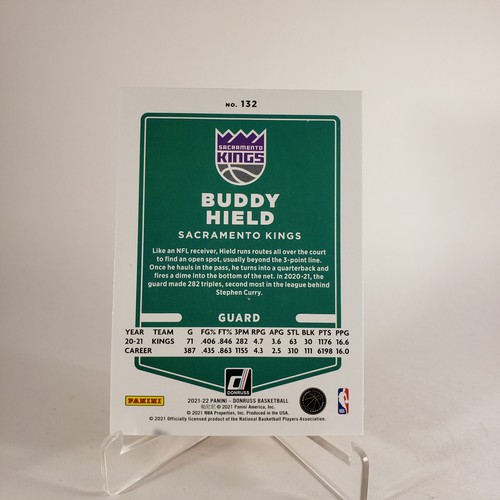 NO. 132
SACRAMENTO
KINGS
BUDDY
HIELD
SACRAMENTO KINGS
Like an NFL receiver, Hield runs routes all over the court
to find an open spot, usually beyond the 3-point line.
Once he hauls in the pass, he turns into a quarterback and
fires a dime into the bottom of the net. In 2020-21, the
guard made 282 triples, second most in the league behind
Stephen Curry.
GUARD
YEAR TEAM G FG% FT% 3PM RPG APG STL BLK PTS PPG
20-21 KINGS 71 .406 .846 282 4.7 3.6 63 30 1176 16.6
CAREER 387 .435 .863 1155 4.3 2.5 310 111 6198 16.0
DONRUSS
PANINI
2021-22 PANINI – DONRUSS BASKETBALL
帕尼尼 © 2021 Panini America, Inc.
© 2021 NBA Properties, Inc. Produced in the USA.
© 2021 Officially licensed product of the National Basketball Players Association.